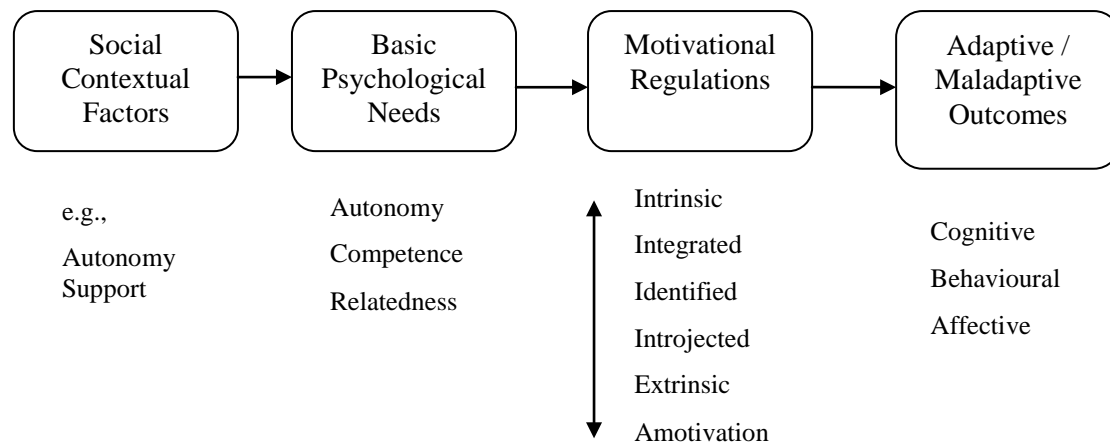 Social
Contextual
Factors
Basic
Psychological
Needs
Motivational
Regulations
Adaptive /
Maladaptive
Outcomes
e.g.,
Autonomy
Support
Autonomy
Competence
Relatedness
Intrinsic
Integrated
Identified
Introjected
Extrinsic
Amotivation
Cognitive
Behavioural
Affective